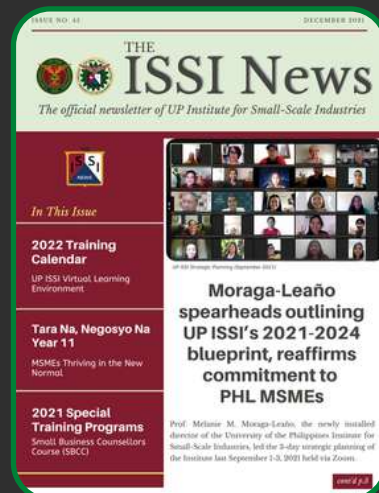 ISSUE NO. 43
DECEMBER 2021
THE
ISSI News
The official newsletter of UP Institute for Small-Scale Industries
ISSI
NEWS
In This Issue
2022 Training
Calendar
UP ISSI Virtual Learning
Environment
Tara Na, Negosyo Na
Year 11
MSMEs Thriving in the New
Normal
2021 Special
Training Programs
Small Business Counsellors
Course (SBCC)
UP ISSI Strategic Planning (September 2021)
Moraga-Leaño
spearheads outlining
UP ISSI's 2021-2024
blueprint, reaffirms
commitment to
PHL MSMEs
Prof. Melanie M. Moraga-Leaño, the newly installed
director of the University of the Philippines Institute for
Small-Scale Industries, led the 3-day strategic planning of
the Institute last September 1-3, 2021 held via Zoom.
cont'd p.3